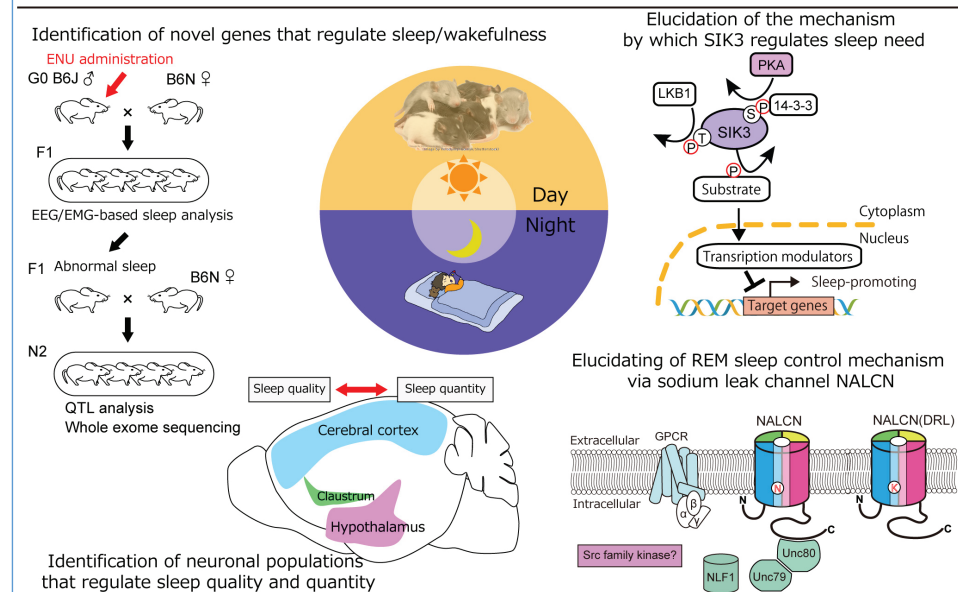 Identification of novel genes that regulate sleep/wakefulness
ENU administration
G0 B6J ♂
B6N ♀
×
F1
EEG/EMG-based sleep analysis
F1 Abnormal sleep
B6N ♀
×
N2
QTL analysis
Whole exome sequencing
Day
Night
Elucidation of the mechanism
by which SIK3 regulates sleep need
PKA
LKB1
S
P
14-3-3
SIK3
T
P
P
Substrate
Cytoplasm
Nucleus
Transription modulators
Sleep-promoting
Target genes
Sleep quality
Sleep quantity
Cerebral cortex
Claustrum
Hypothalamus
Identification of neuronal populations
that regulate sleep quality and quantity
Elucidating of REM sleep control mechanism
via sodium leak channel NALCN
NALCN
NALCN(DRL)
Extracellular
GPCR
Intracellular
N
K
α
β
γ
N
C
N
C
Src family kinase?
NLF1
Unc79
Unc80